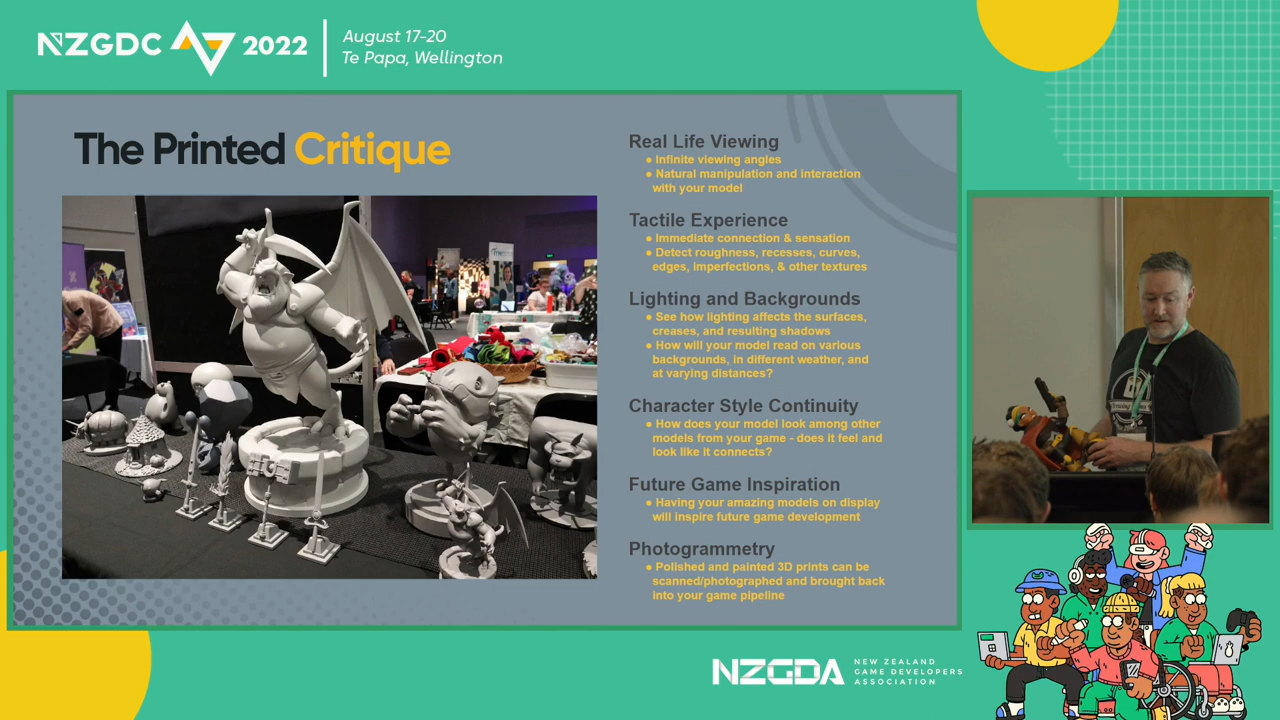 NZGDC 2022
August 17-20
Te Papa, Wellington
The Printed Critique
Real Life Viewing
● Infinite viewing angles
● Natural manipulation and interaction
with your model
Tactile Experience
● Immediate connection & sensation
● Detect roughness, recesses, curves,
edges, imperfections, & other textures
Lighting and Backgrounds
● See how lighting affects the surfaces,
creases, and resulting shadows
● How will your model read on various
backgrounds, in different weather, and
at varying distances?
Character Style Continuity
● How does your model look among other
models from your game - does it feel and
look like it connects?
Future Game Inspiration
● Having your amazing models on display
will inspire future game development
Photogrammetry
● Polished and painted 3D prints can be
scanned/photographed and brought back
into your game pipeline
NZGDA
NEW ZEALAND
GAME DEVELOPERS
ASSOCIATION